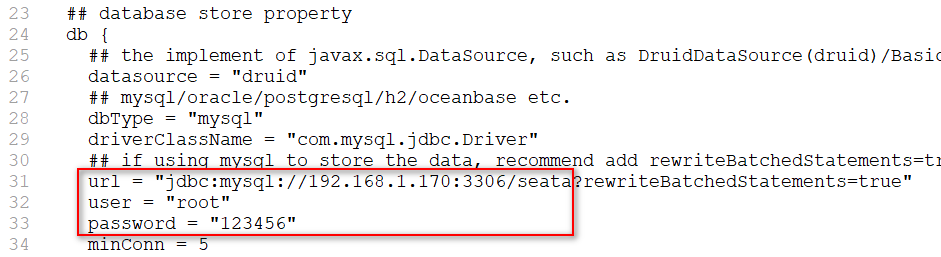 23 ## database store property
24 db {
25 ## the implement of javax.sql.DataSource, such as DruidDataSource(druid)/Basic
26 datasource = "druid"
27 ## mysql/oracle/postgresql/h2/oceanbase etc.
28 dbType = "mysql"
29 driverClassName = "com.mysql.jdbc.Driver"
30 ## if using mysql to store the data, recommend add rewriteBatchedStatements=tr
31 url = "jdbc:mysql://192.168.1.170:3306/seata?rewriteBatchedStatements=true"
32 user = "root"
33 password = "123456"
34 minConn = 5